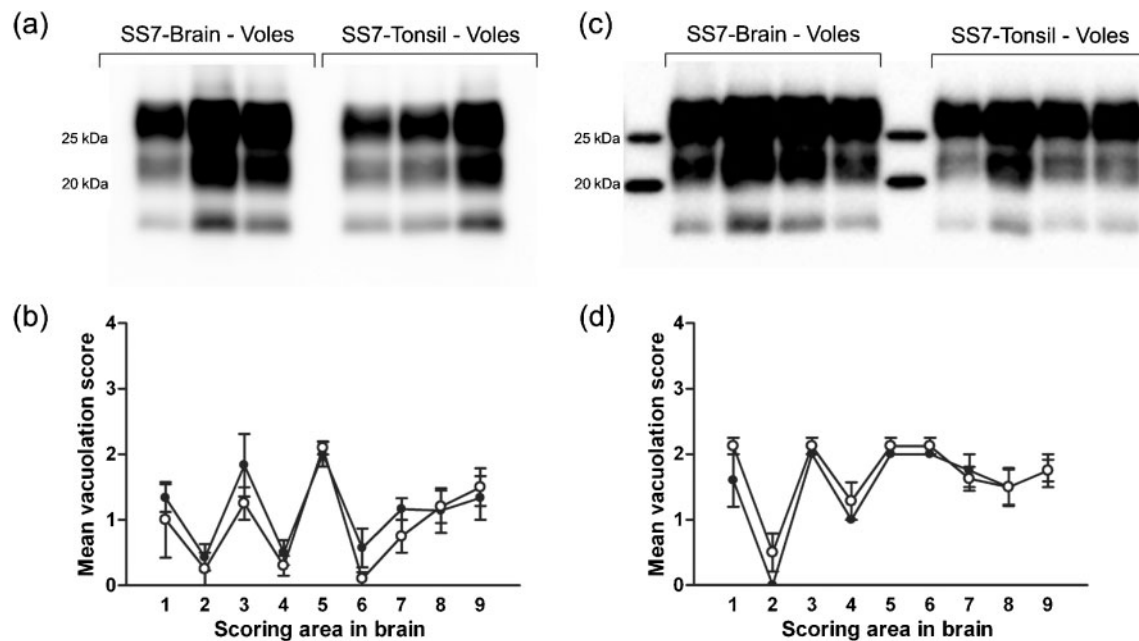 (a)
SS7-Brain - Voles SS7-Tonsil - Voles
25 kDa
20 kDa
(b)
4
3
2
1
0
Mean vacuolation score
1 2 3 4 5 6 7 8 9
Scoring area in brain
(c)
SS7-Brain - Voles SS7-Tonsil - Voles
25 kDa
20 kDa
(d)
4
3
2
1
0
Mean vacuolation score
1 2 3 4 5 6 7 8 9
Scoring area in brain